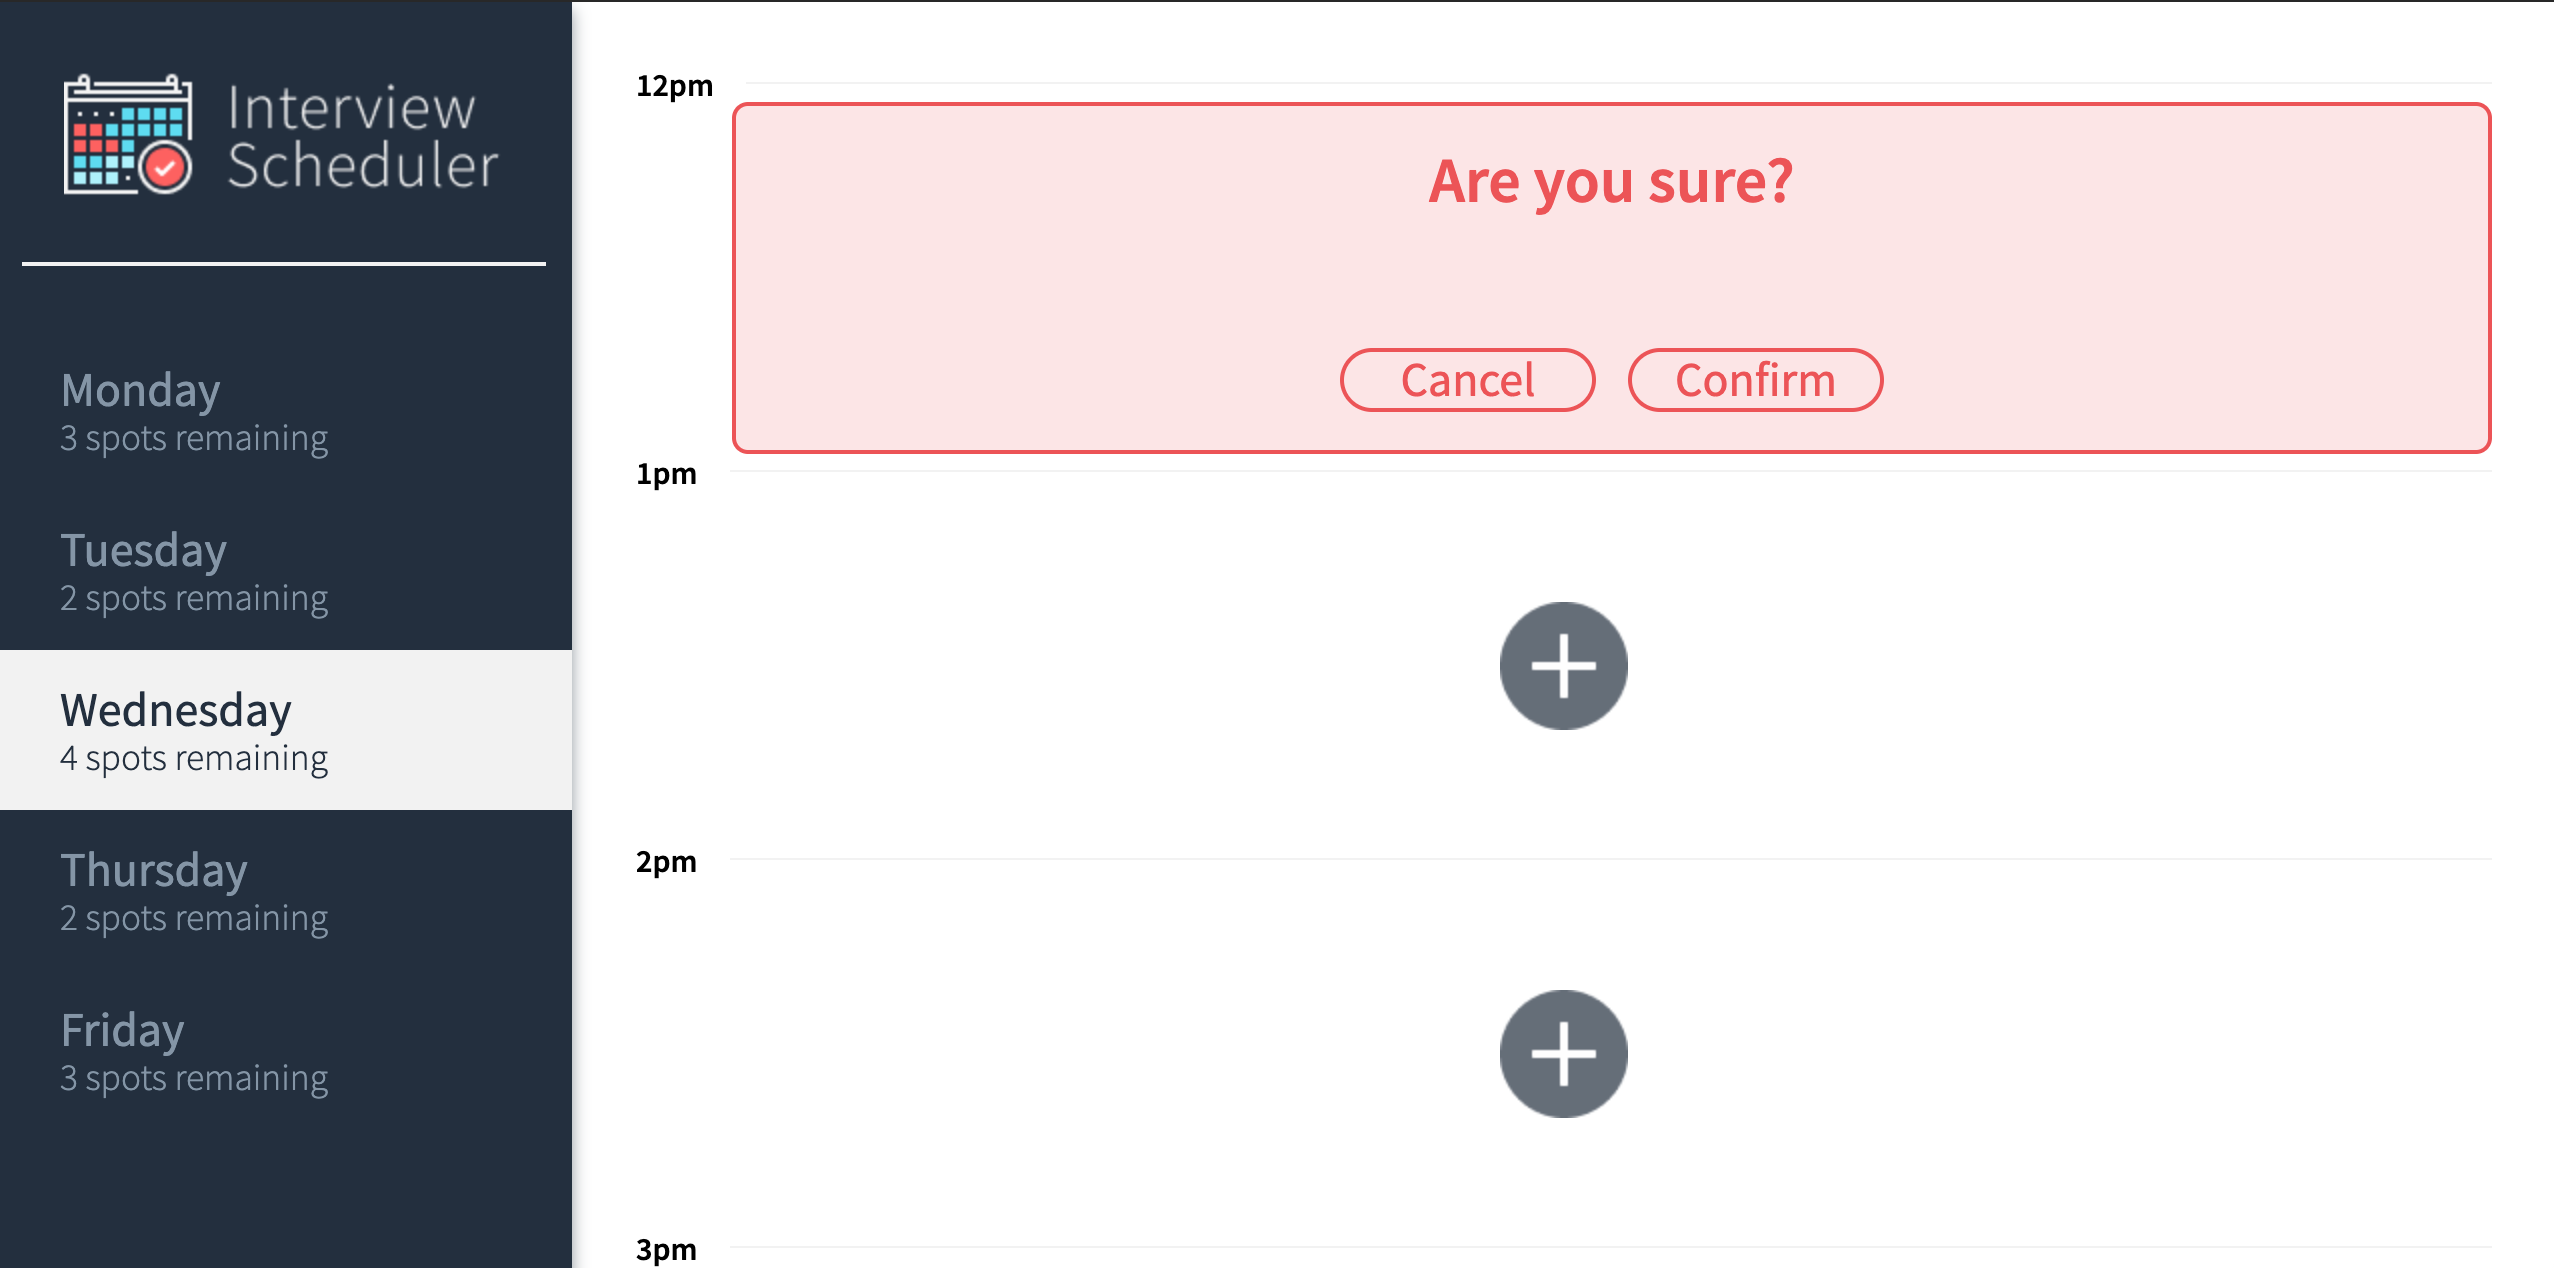 Interview
Scheduler
Monday
3 spots remaining
Tuesday
2 spots remaining
Wednesday
4 spots remaining
Thursday
2 spots remaining
Friday
3 spots remaining
12pm
Are you sure?
Cancel Confirm
1pm
2pm
3pm